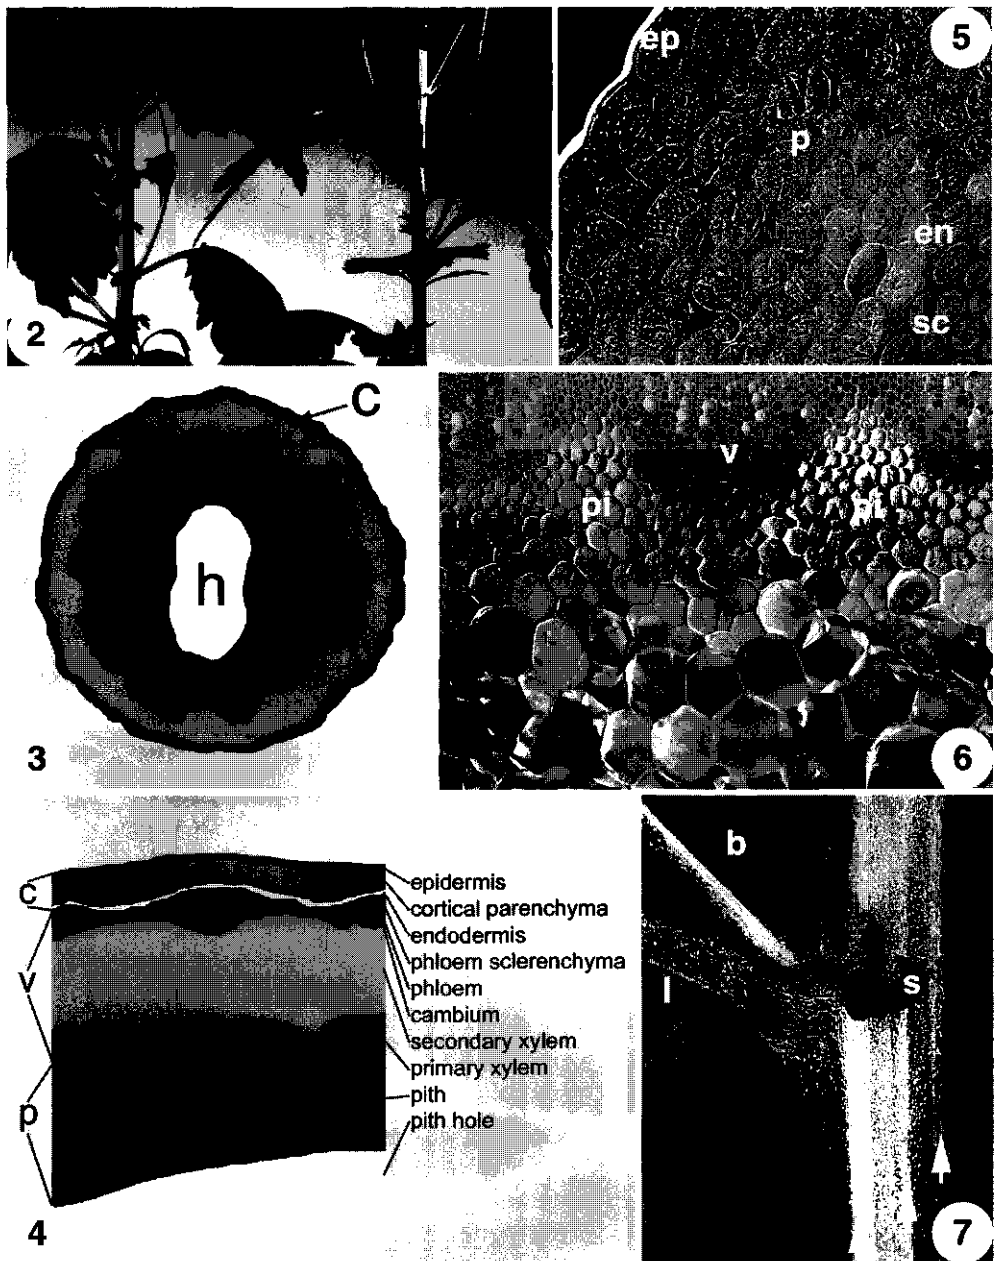 2
ep
5
p
en
sc
C
h
3
v
pi
pi
6
c
v
p
epidermis
cortical parenchyma
endodermis
phloem sclerenchyma
phloem
cambium
secondary xylem
primary xylem
pith
pith hole
4
b
l
s
7